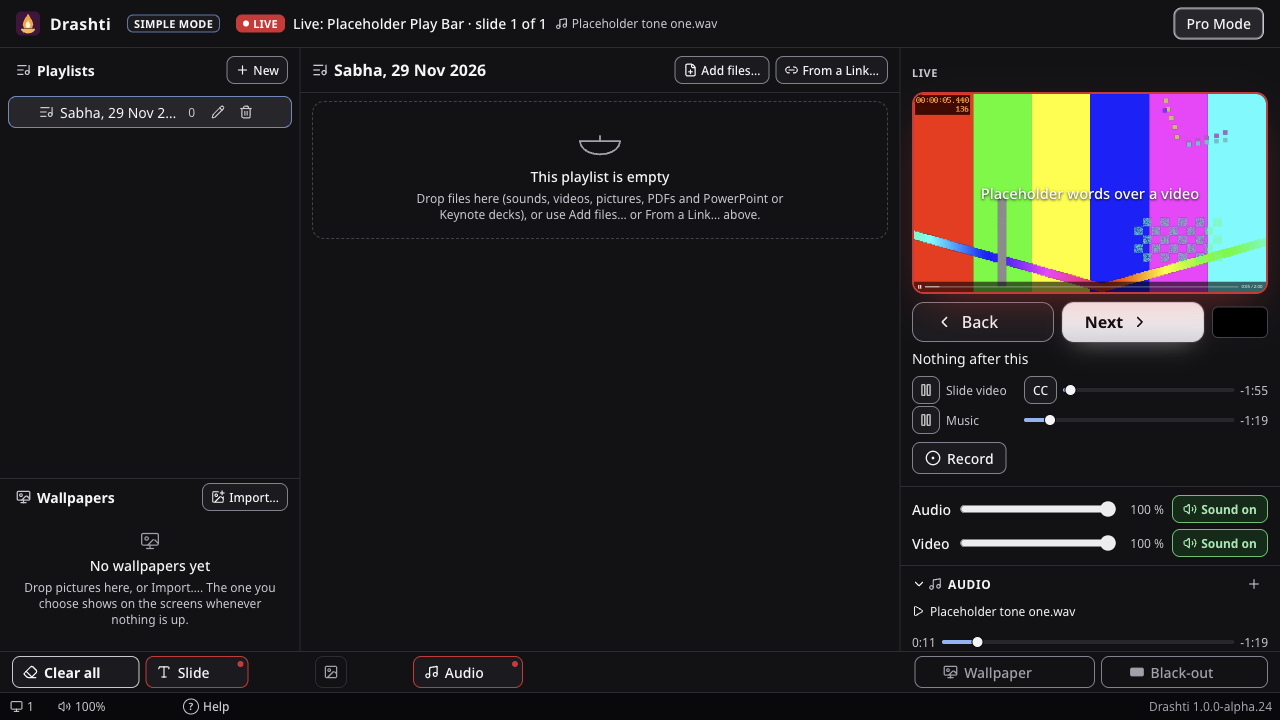 Drashti
SIMPLE MODE
LIVE
Live: Placeholder Play Bar · slide 1 of 1
Placeholder tone one.wav
Pro Mode
Playlists
New
Sabha, 29 Nov 2...
0
Sabha, 29 Nov 2026
Add files...
From a Link...
This playlist is empty
Drop files here (sounds, videos, pictures, PDFs and PowerPoint or
Keynote decks), or use Add files... or From a Link... above.
LIVE
00:00:05.440
136
Placeholder words over a video
0:05 / 2:00
Back
Next
Nothing after this
Slide video
CC
-1:55
Music
-1:19
Record
Audio
100 %
Sound on
Video
100 %
Sound on
AUDIO
Placeholder tone one.wav
0:11
-1:19
Wallpapers
Import...
No wallpapers yet
Drop pictures here, or Import.... The one you
choose shows on the screens whenever
nothing is up.
Clear all
Slide
Audio
Wallpaper
Black-out
1
100%
Help
Drashti 1.0.0-alpha.24